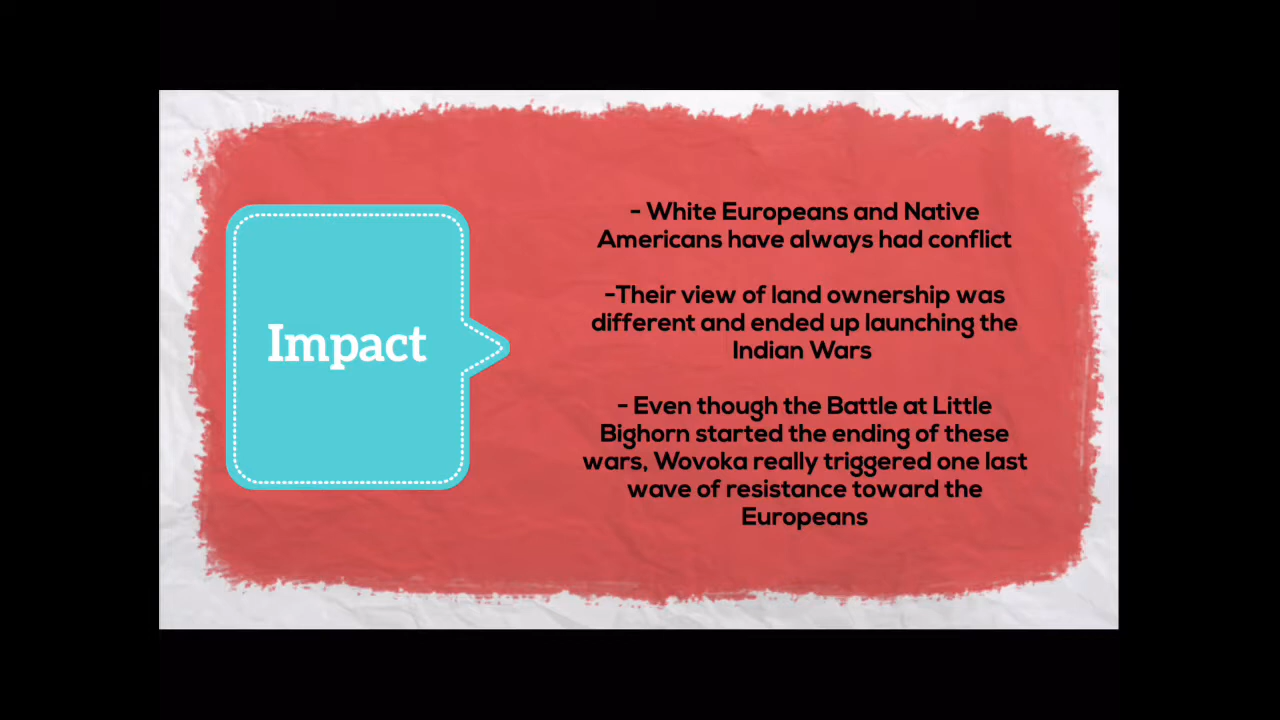 Impact
- White Europeans and Native
Americans have always had conflict
-Their view of land ownership was
different and ended up launching the
Indian Wars
- Even though the Battle at Little
Bighorn started the ending of these
wars, Wovoka really triggered one last
wave of resistance toward the
Europeans